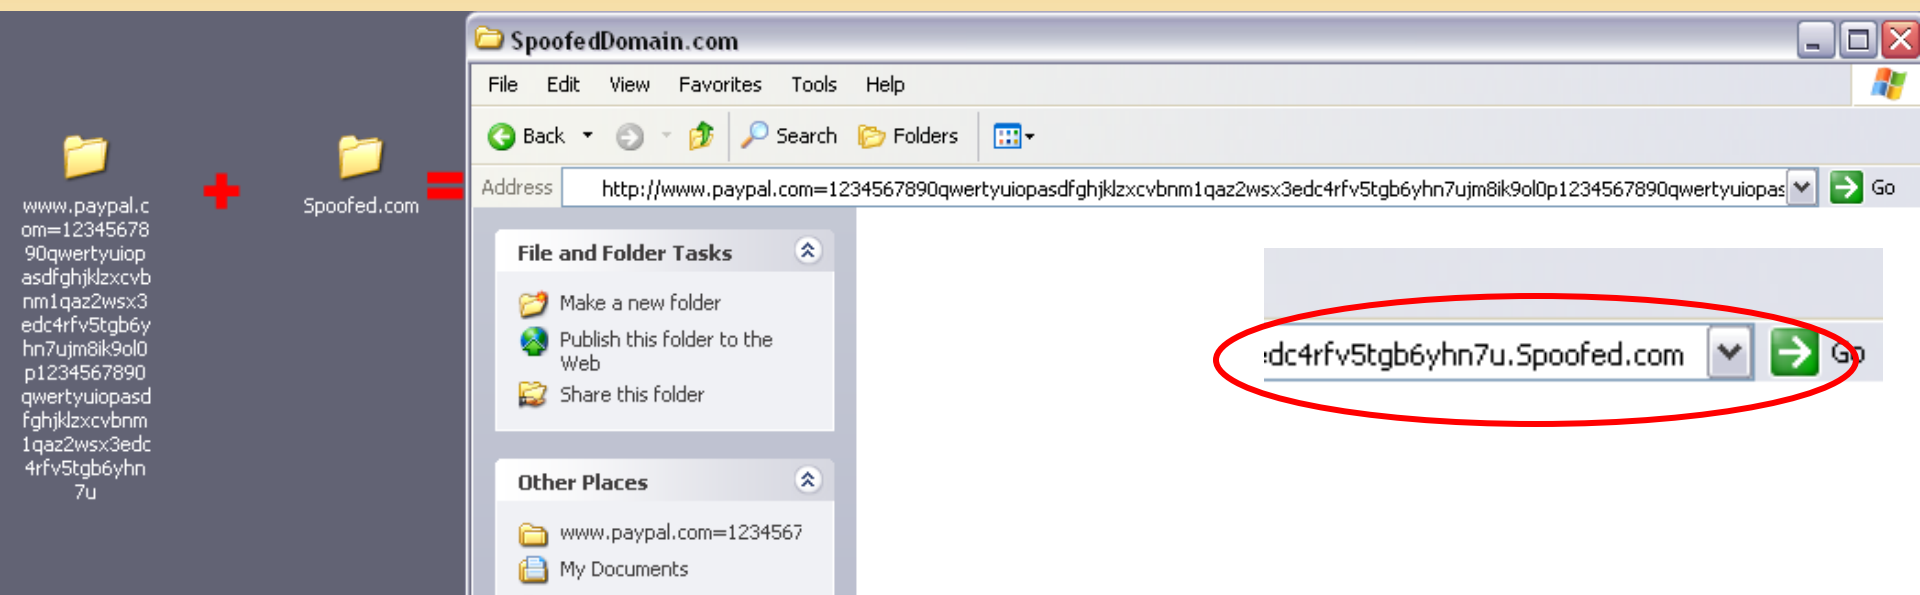 www.paypal.c
om=12345678
90qwertyuiop
asdfghjklzxcvb
nm1qaz2wsx3
edc4rfv5tgb6y
hn7ujm8ik9ol0
p1234567890
qwertyuiopasd
fghjklzxcvbnm
1qaz2wsx3edc
4rfv5tgb6yhn
7u
+
Spoofed.com
=
SpoofedDomain.com
File Edit View Favorites Tools Help
Back Search Folders
Address http://www.paypal.com=1234567890qwertyuiopasdfghjklzxcvbnm1qaz2wsx3edc4rfv5tgb6yhn7ujm8ik9ol0p1234567890qwertyuiopas Go
File and Folder Tasks
Make a new folder
Publish this folder to the
Web
Share this folder
Other Places
www.paypal.com=1234567
My Documents
edc4rfv5tgb6yhn7u.Spoofed.com Go